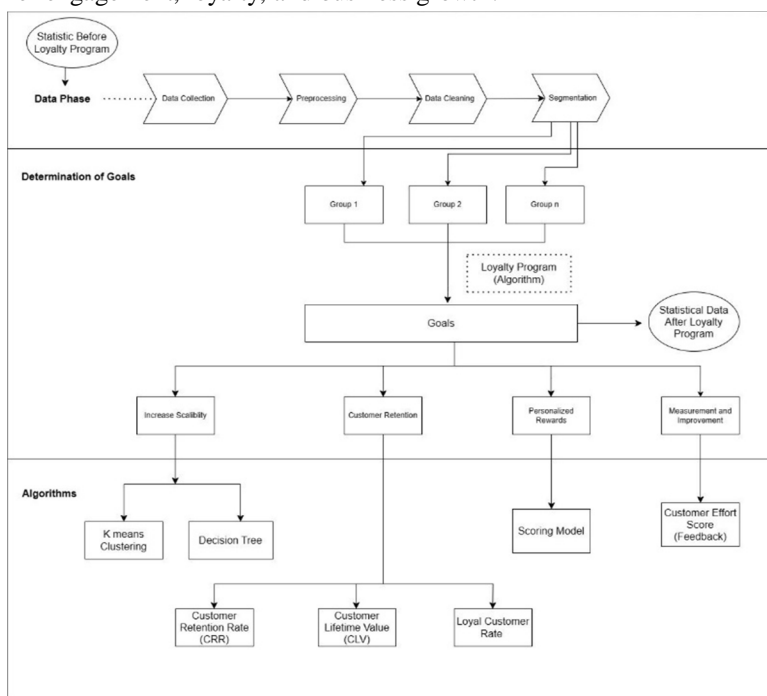 Statistic Before
Loyalty Program
Data Phase
Data Collection
Preprocessing
Data Cleaning
Segmentation
Determination of Goals
Group 1
Group 2
Group n
Loyalty Program
(Algorithm)
Goals
Statistical Data
After Loyalty
Program
Increase Scaliblity
Customer Retention
Personalized
Rewards
Measurement and
Improvement
Algorithms
K means
Clustering
Decision Tree
Scoring Model
Customer Effort
Score
(Feedback)
Customer
Retention Rate
(CRR)
Customer
Lifetime Value
(CLV)
Loyal Customer
Rate